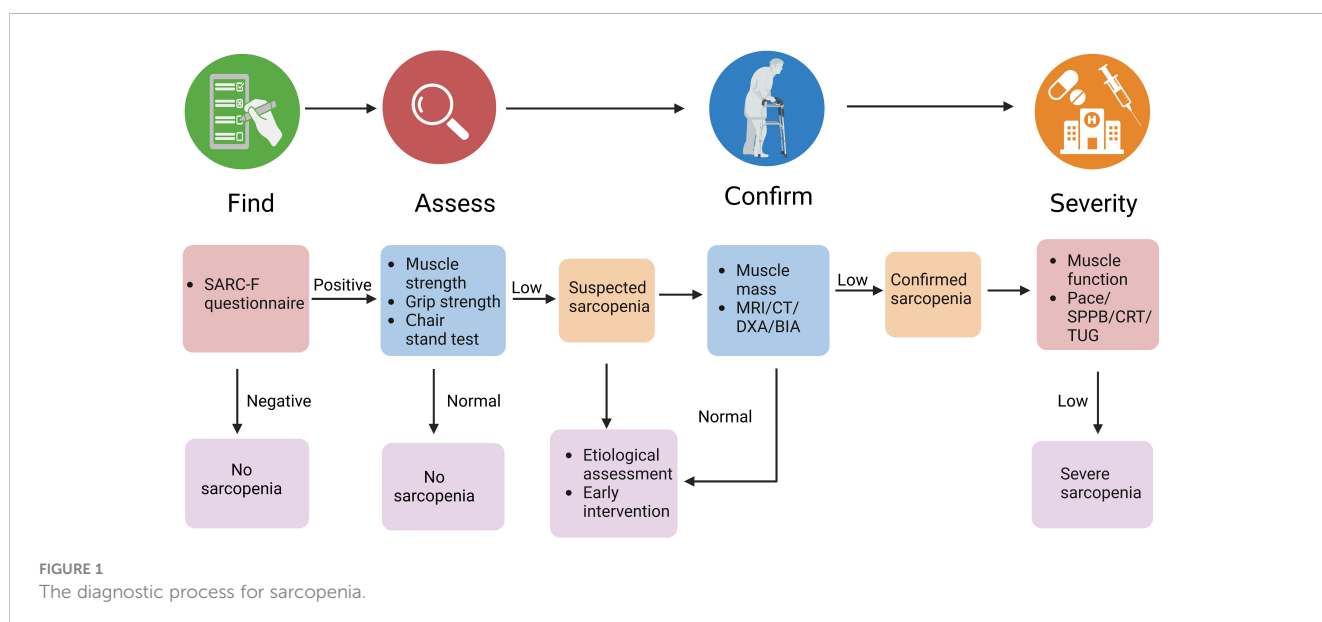 H
Find
Assess
Confirm
Severity
• SARC-F
questionnaire
Positive
• Muscle
strength
• Grip strength
• Chair
stand test
Low
Suspected
sarcopenia
• Muscle
mass
• MRI/CT/
DXA/BIA
Low
Confirmed
sarcopenia
• Muscle
function
• Pace/
SPPB/CRT/
TUG
Negative
Normal
Normal
Low
No
sarcopenia
No
sarcopenia
• Etiological
assessment
• Early
intervention
Severe
sarcopenia
FIGURE 1
The diagnostic process for sarcopenia.